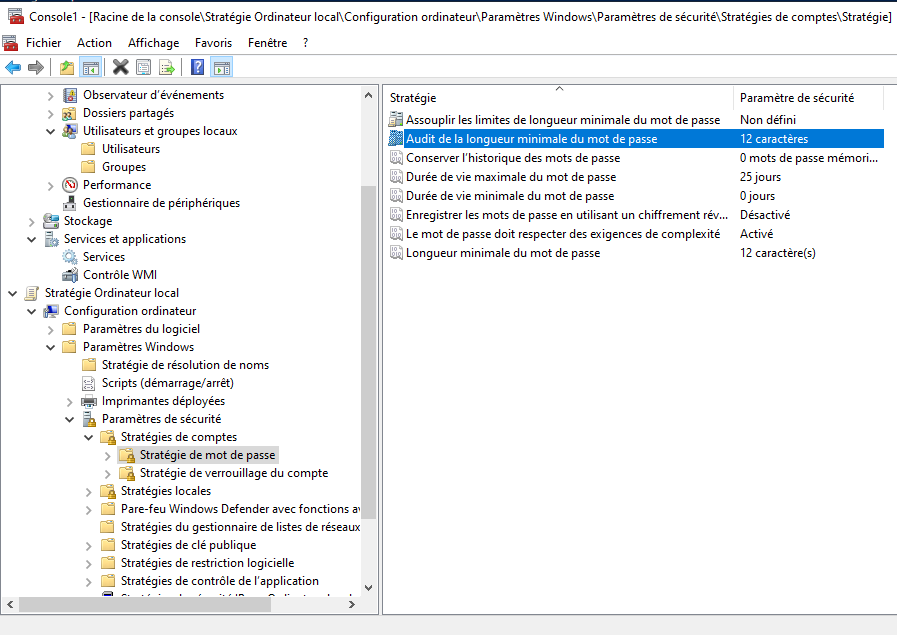 Console1 - [Racine de la console\Stratégie Ordinateur local\Configuration ordinateur\Paramètres Windows\Paramètres de sécurité\Stratégies de comptes\Stratégie]
Fichier Action Affichage Favoris Fenêtre ?
Observateur d'événements
Dossiers partagés
Utilisateurs et groupes locaux
Utilisateurs
Groupes
Performance
Gestionnaire de périphériques
Stockage
Services et applications
Services
Contrôle WMI
Stratégie Ordinateur local
Configuration ordinateur
Paramètres du logiciel
Paramètres Windows
Stratégie de résolution de noms
Scripts (démarrage/arrêt)
Imprimantes déployées
Paramètres de sécurité
Stratégies de comptes
Stratégie de mot de passe
Stratégie de verrouillage du compte
Stratégies locales
Pare-feu Windows Defender avec fonctions
Stratégies du gestionnaire de listes de réseaux
Stratégies de clé publique
Stratégies de restriction logicielle
Stratégies de contrôle de l'application
Stratégie Paramètre de sécurité
Assouplir les limites de longueur minimale du mot de passe Non défini
Audit de la longueur minimale du mot de passe 12 caractères
Conserver l'historique des mots de passe 0 mots de passe mémori...
Durée de vie maximale du mot de passe 25 jours
Durée de vie minimale du mot de passe 0 jours
Enregistrer les mots de passe en utilisant un chiffrement rév... Désactivé
Le mot de passe doit respecter des exigences de complexité Activé
Longueur minimale du mot de passe 12 caractère(s)